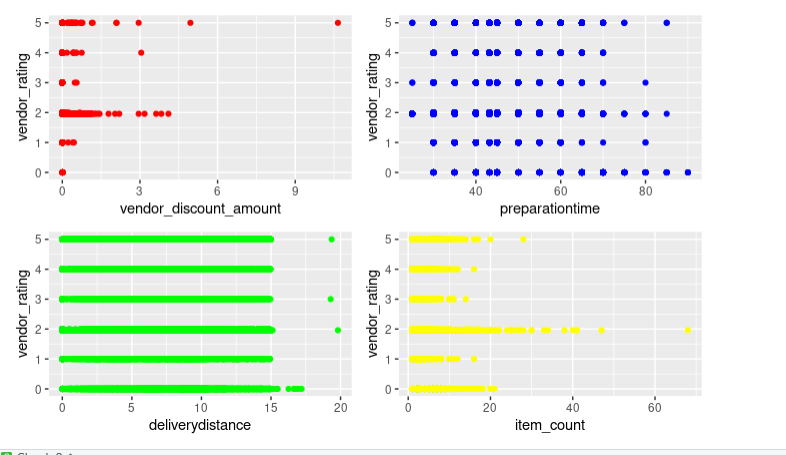 vendor_rating
5
4
3
2
1
0
0 3 6 9
vendor_discount_amount
vendor_rating
5
4
3
2
1
0
40 60 80
preparationtime
vendor_rating
5
4
3
2
1
0
0 5 10 15 20
deliverydistance
vendor_rating
5
4
3
2
1
0
0 20 40 60
item_count